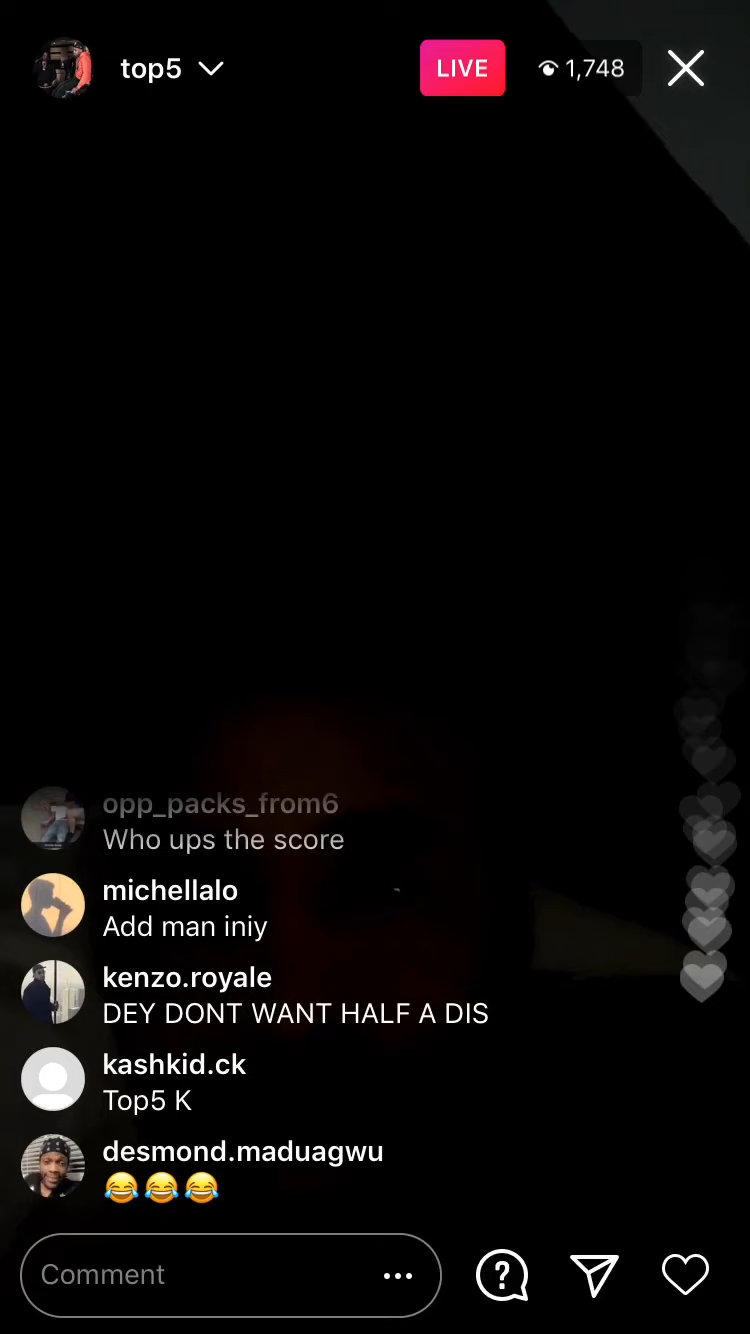 top5
LIVE
1,748
opp_packs_from6
Who ups the score
michellalo
Add man iniy
kenzo.royale
DEY DONT WANT HALF A DIS
kashkid.ck
Top5 K
desmond.maduagwu
😂😂😂
Comment